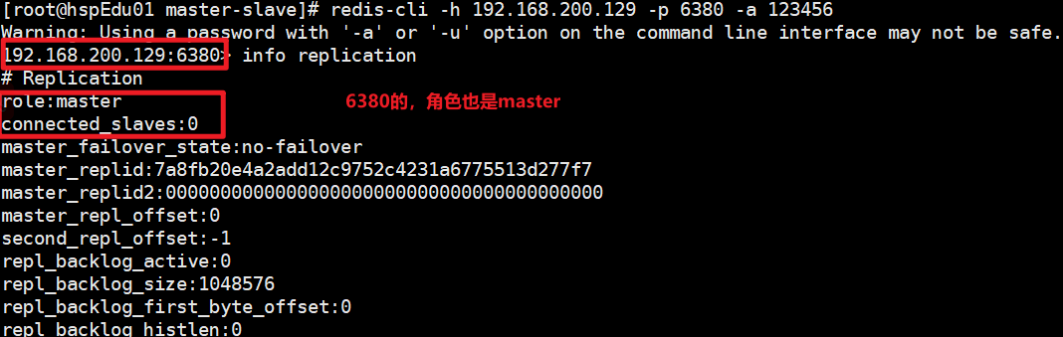 [root@hspEdu01 master-slave]# redis-cli -h 192.168.200.129 -p 6380 -a 123456
Warning: Using a password with '-a' or '-u' option on the command line interface may not be safe.
192.168.200.129:6380> info replication
# Replication
role:master 6380的，角色也是master
connected_slaves:0
master_failover_state:no-failover
master_replid:7a8fb20e4a2add12c9752c4231a6775513d277f7
master_replid2:0000000000000000000000000000000000000000
master_repl_offset:0
second_repl_offset:-1
repl_backlog_active:0
repl_backlog_size:1048576
repl_backlog_first_byte_offset:0
repl_backlog_histlen:0